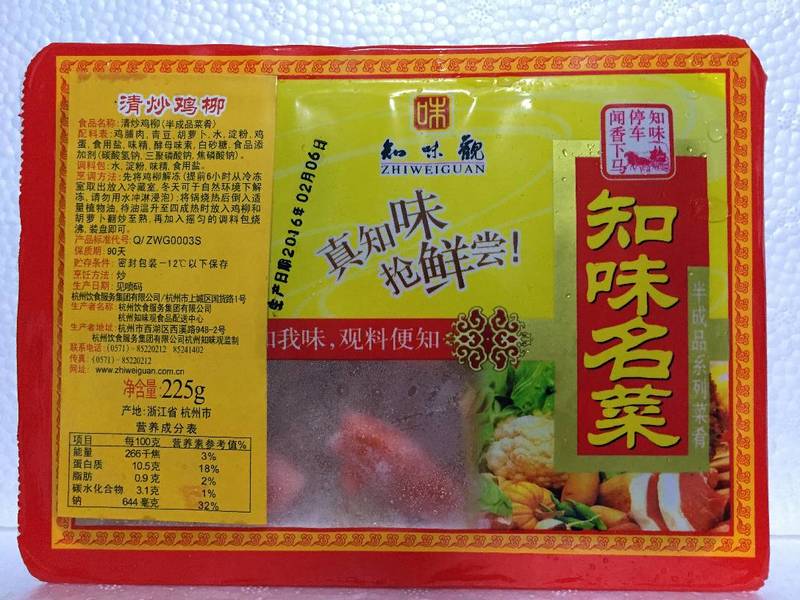 清炒鸡柳
食品名称:清炒鸡柳(半成品菜肴)
配料表:鸡脯肉,青豆,胡萝卜,水,淀粉,鸡
蛋,食用盐,味精,酵母味素,白砂糖,食品添
加剂(碳酸氢钠,三聚磷酸钠,焦磷酸钠)。
调料包:水,淀粉,味精,食用盐。
烹调方法:先将鸡柳解冻(提前6小时从冷冻
室取出放入冷藏室,冬天可于自然环境下解
冻,请勿用水冲淋浸泡);将锅烧热后倒入适
量植物油,待油温升至四成热时放入鸡柳和
胡萝卜翻炒至熟,再加入摇匀的调料包烧
沸,装盘即可。
产品标准代号:Q/ZWG0003S
保质期:90天
贮存条件:密封包装-12℃以下保存
烹饪方法:炒
生产日期:见喷码
杭州饮食服务集团有限公司/杭州市上城区国货路1号
生产者名称:杭州饮食服务集团有限公司
杭州知味观食品配送中心
生产者地址:杭州市西湖区西溪路948-2号
杭州饮食服务集团有限公司杭州知味观监制
联系电话:(0571)-85220212 85241402
传真:(0571)-85220212
网址: www.zhiweiguan.com.cn
净含量:225g
产地:浙江省 杭州市
营养成分表
项目 每100克 营养素参考值%
能量 266千焦 3%
蛋白质 10.5克 18%
脂肪 0.9克 2%
碳水化合物 3.1克 1%
钠 644毫克 32%
生产日期2016年02月06日
味
知味觀
ZHIWEIGUAN
真知味
抢鲜尝!
我味,观料便知
知味
停车
闻香下马
知味名菜
半成品系列菜肴